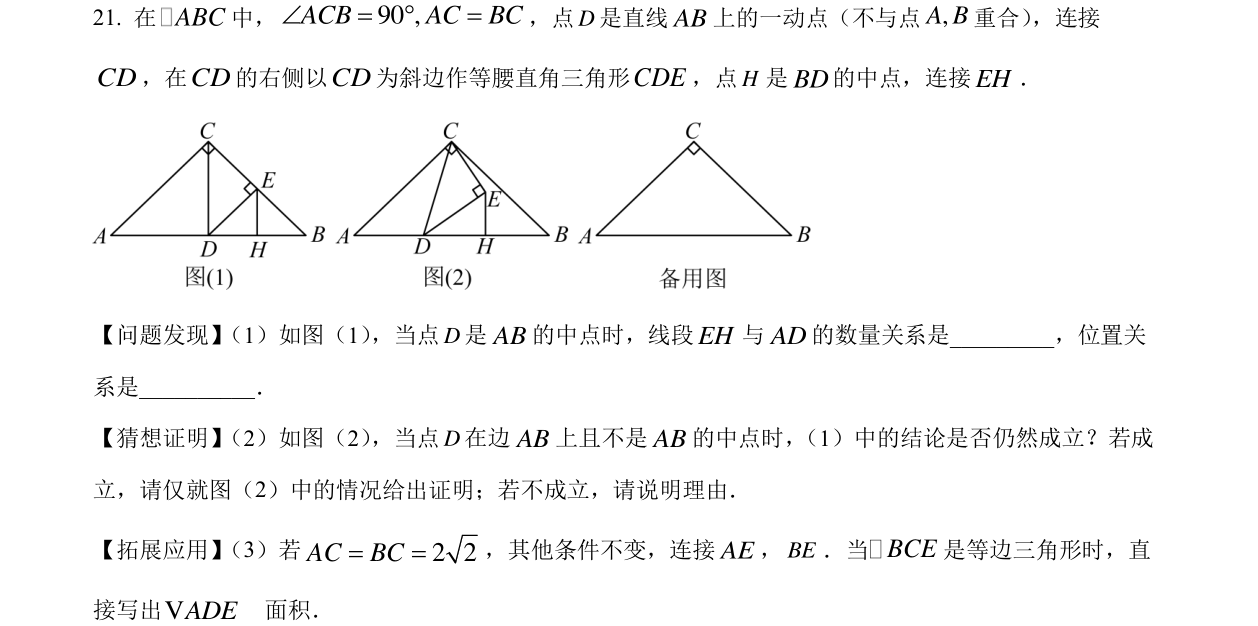 21. 在□ABC 中，∠ACB = 90°, AC = BC，点 D 是直线 AB 上的一动点（不与点 A, B 重合），连接
CD，在 CD 的右侧以 CD 为斜边作等腰直角三角形 CDE，点 H 是 BD 的中点，连接 EH．
C
E
A
D
H
B
图(1)
C
E
A
D
H
B
图(2)
C
A
B
备用图
【问题发现】（1）如图（1），当点 D 是 AB 的中点时，线段 EH 与 AD 的数量关系是_________，位置关
系是__________．
【猜想证明】（2）如图（2），当点 D 在边 AB 上且不是 AB 的中点时，（1）中的结论是否仍然成立？若成
立，请仅就图（2）中的情况给出证明；若不成立，请说明理由．
【拓展应用】（3）若 AC = BC = 2√2，其他条件不变，连接 AE，BE．当□BCE 是等边三角形时，直
接写出VADE 面积．